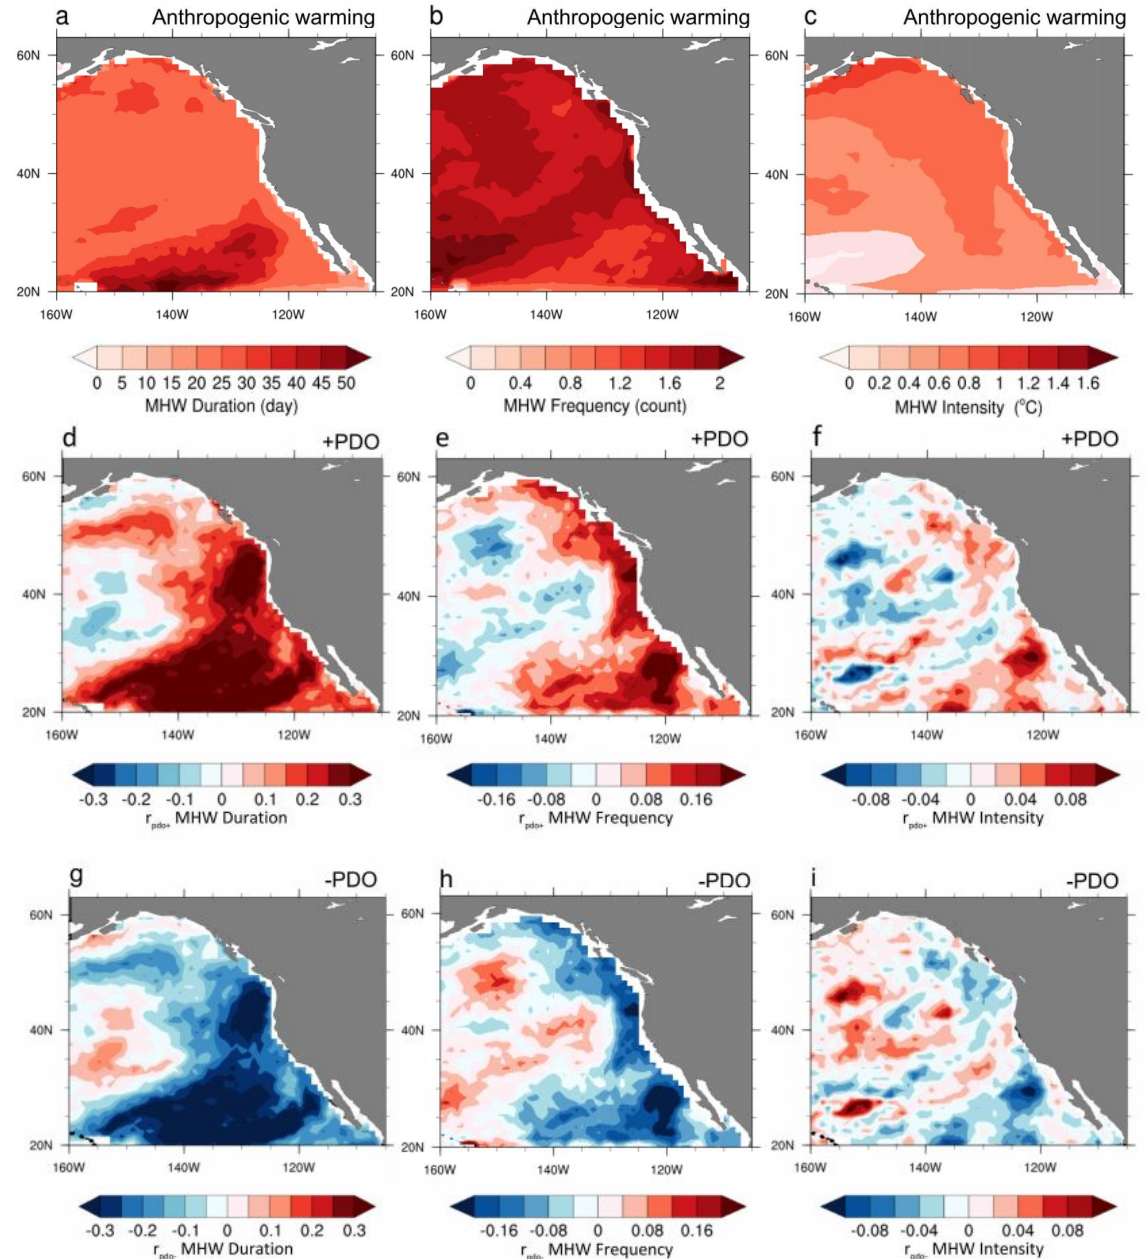 a Anthropogenic warming b Anthropogenic warming c Anthropogenic warming
60N 60N 60N
40N 40N 40N
20N 20N 20N
160W 140W 120W 160W 140W 120W 160W 140W 120W
0 5 10 15 20 25 30 35 40 45 50 0 0.4 0.8 1.2 1.6 2 0 0.2 0.4 0.6 0.8 1 1.2 1.4 1.6
MHW Duration (day) MHW Frequency (count) MHW Intensity (°C)
d +PDO e +PDO f +PDO
60N 60N 60N
40N 40N 40N
20N 20N 20N
160W 140W 120W 160W 140W 120W 160W 140W 120W
-0.3 -0.2 -0.1 0 0.1 0.2 0.3 -0.16 -0.08 0 0.08 0.16 -0.08 -0.04 0 0.04 0.08
r pdo+ MHW Duration r pdo+ MHW Frequency r pdo+ MHW Intensity
g -PDO h -PDO i -PDO
60N 60N 60N
40N 40N 40N
20N 20N 20N
160W 140W 120W 160W 140W 120W 160W 140W 120W
-0.3 -0.2 -0.1 0 0.1 0.2 0.3 -0.16 -0.08 0 0.08 0.16 -0.08 -0.04 0 0.04 0.08
r pdo- MHW Duration r pdo- MHW Frequency r pdo- MHW Intensity